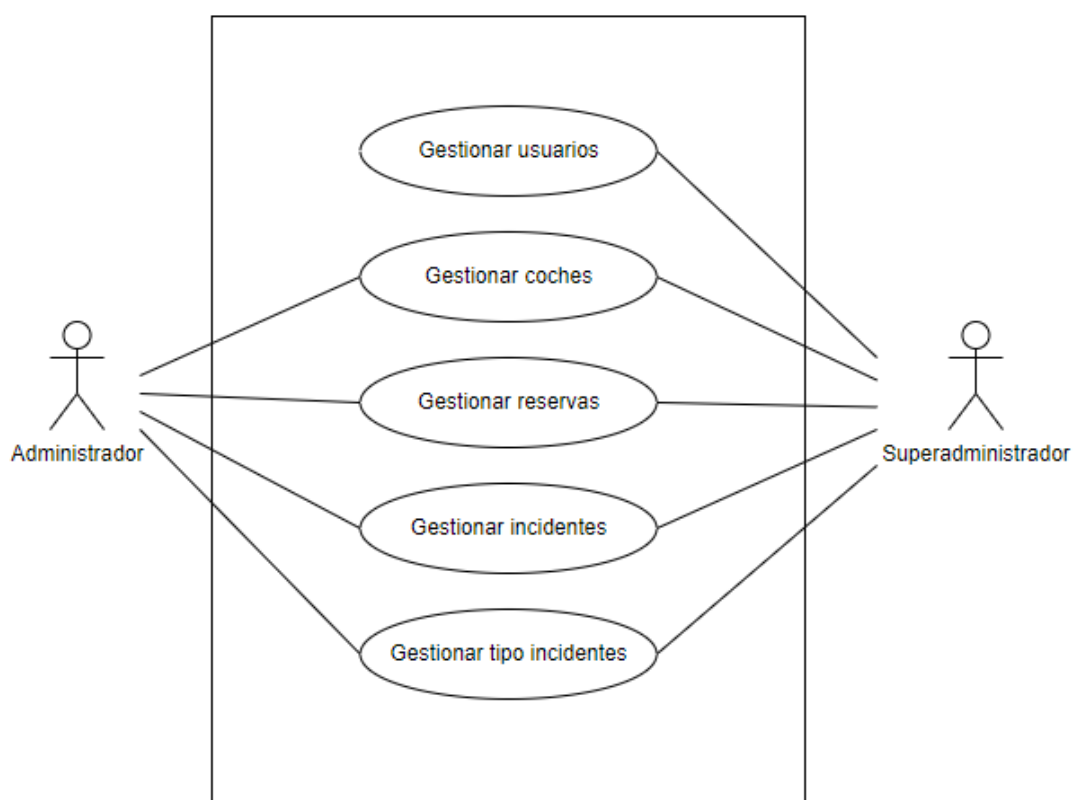 Gestionar usuarios
Gestionar coches
Gestionar reservas
Administrador
Superadministrador
Gestionar incidentes
Gestionar tipo incidentes